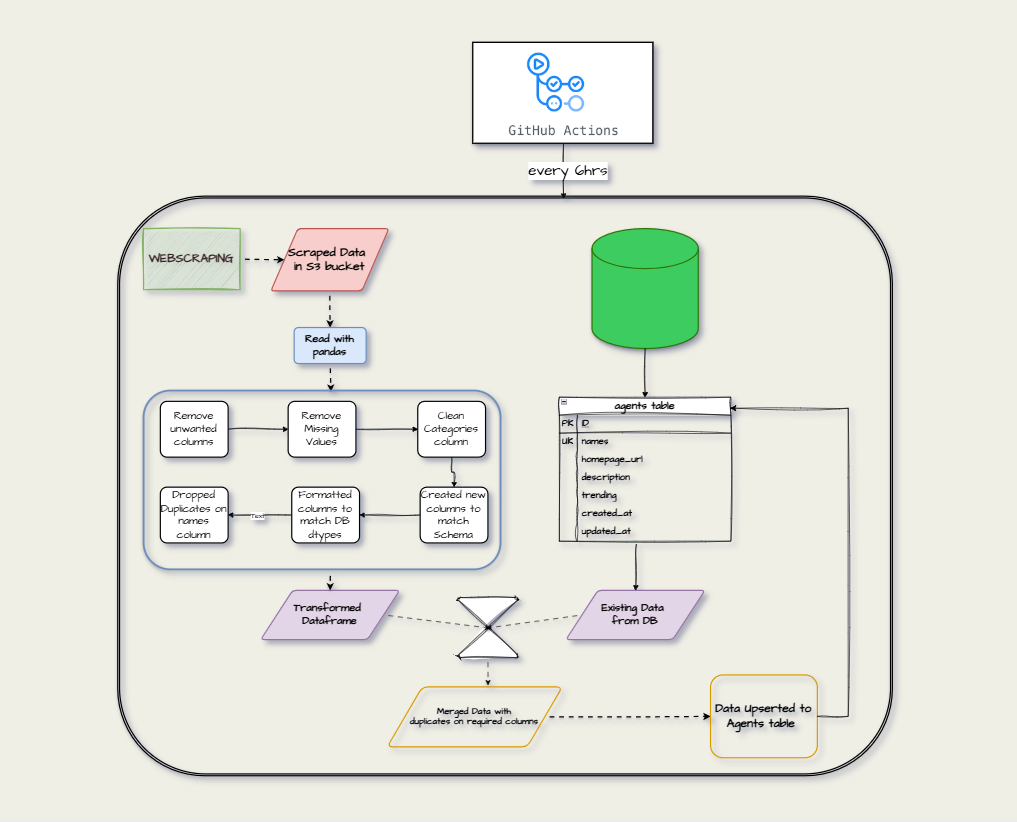 GitHub Actions
every 6hrs
WEBSCRAPING
Scraped Data
in S3 bucket
Read with
pandas
Remove
unwanted
columns
Remove
Missing
Values
Clean
Categories
column
Dropped
Duplicates on
names
column
Text
Formatted
columns to
match DB
dtypes
Created new
columns to
match
Schema
agents table
PK ID
UK names
homepage_url
description
trending
created_at
updated_at
Transformed
Dataframe
Existing Data
from DB
Merged Data with
duplicates on required columns
Data Upserted to
Agents table